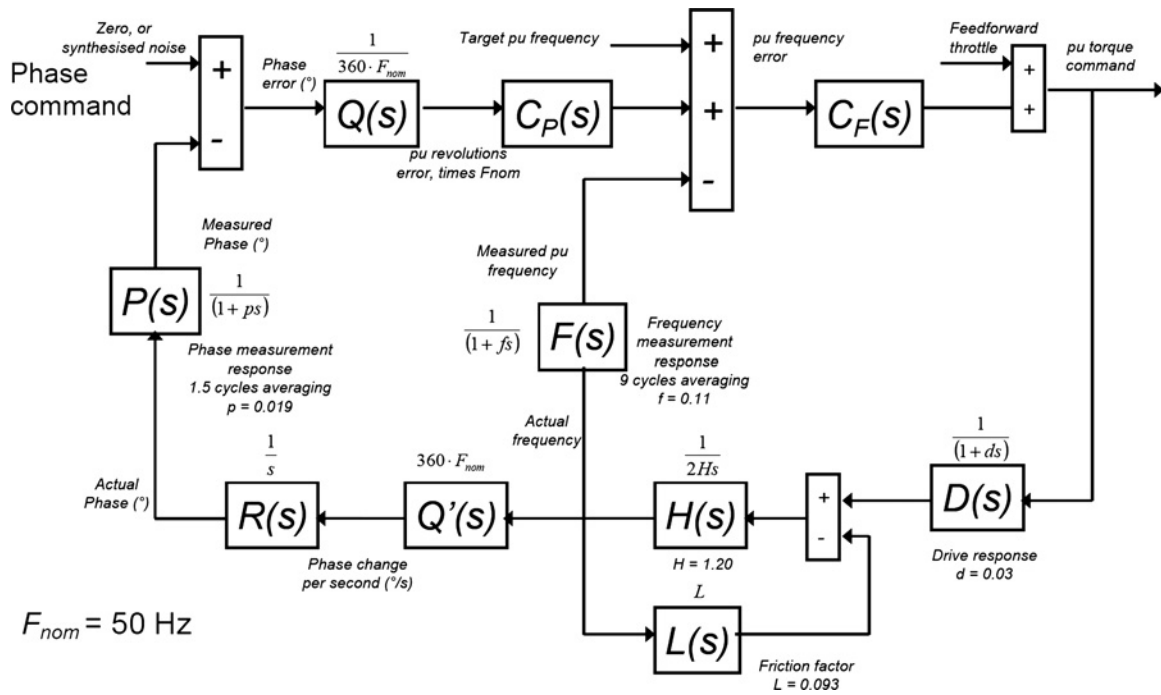 Zero, or
synthesised noise
Phase
command
+
-
Phase
error (°)
1
360 · F_nom
Q(s)
pu revolutions
error, times Fnom
C_P(s)
Target pu frequency
+
+
-
pu frequency
error
C_F(s)
Feedforward
throttle
+
+
pu torque
command
Measured
Phase (°)
P(s)
1
(1 + ps)
Phase measurement
response
1.5 cycles averaging
p = 0.019
Measured pu
frequency
1
(1 + fs)
F(s)
Frequency
measurement
response
9 cycles averaging
f = 0.11
Actual
frequency
Actual
Phase (°)
1
s
R(s)
360 · F_nom
Q'(s)
Phase change
per second (°/s)
1
2Hs
H(s)
H = 1.20
+
-
1
(1 + ds)
D(s)
Drive response
d = 0.03
L
L(s)
Friction factor
L = 0.093
F_nom = 50 Hz